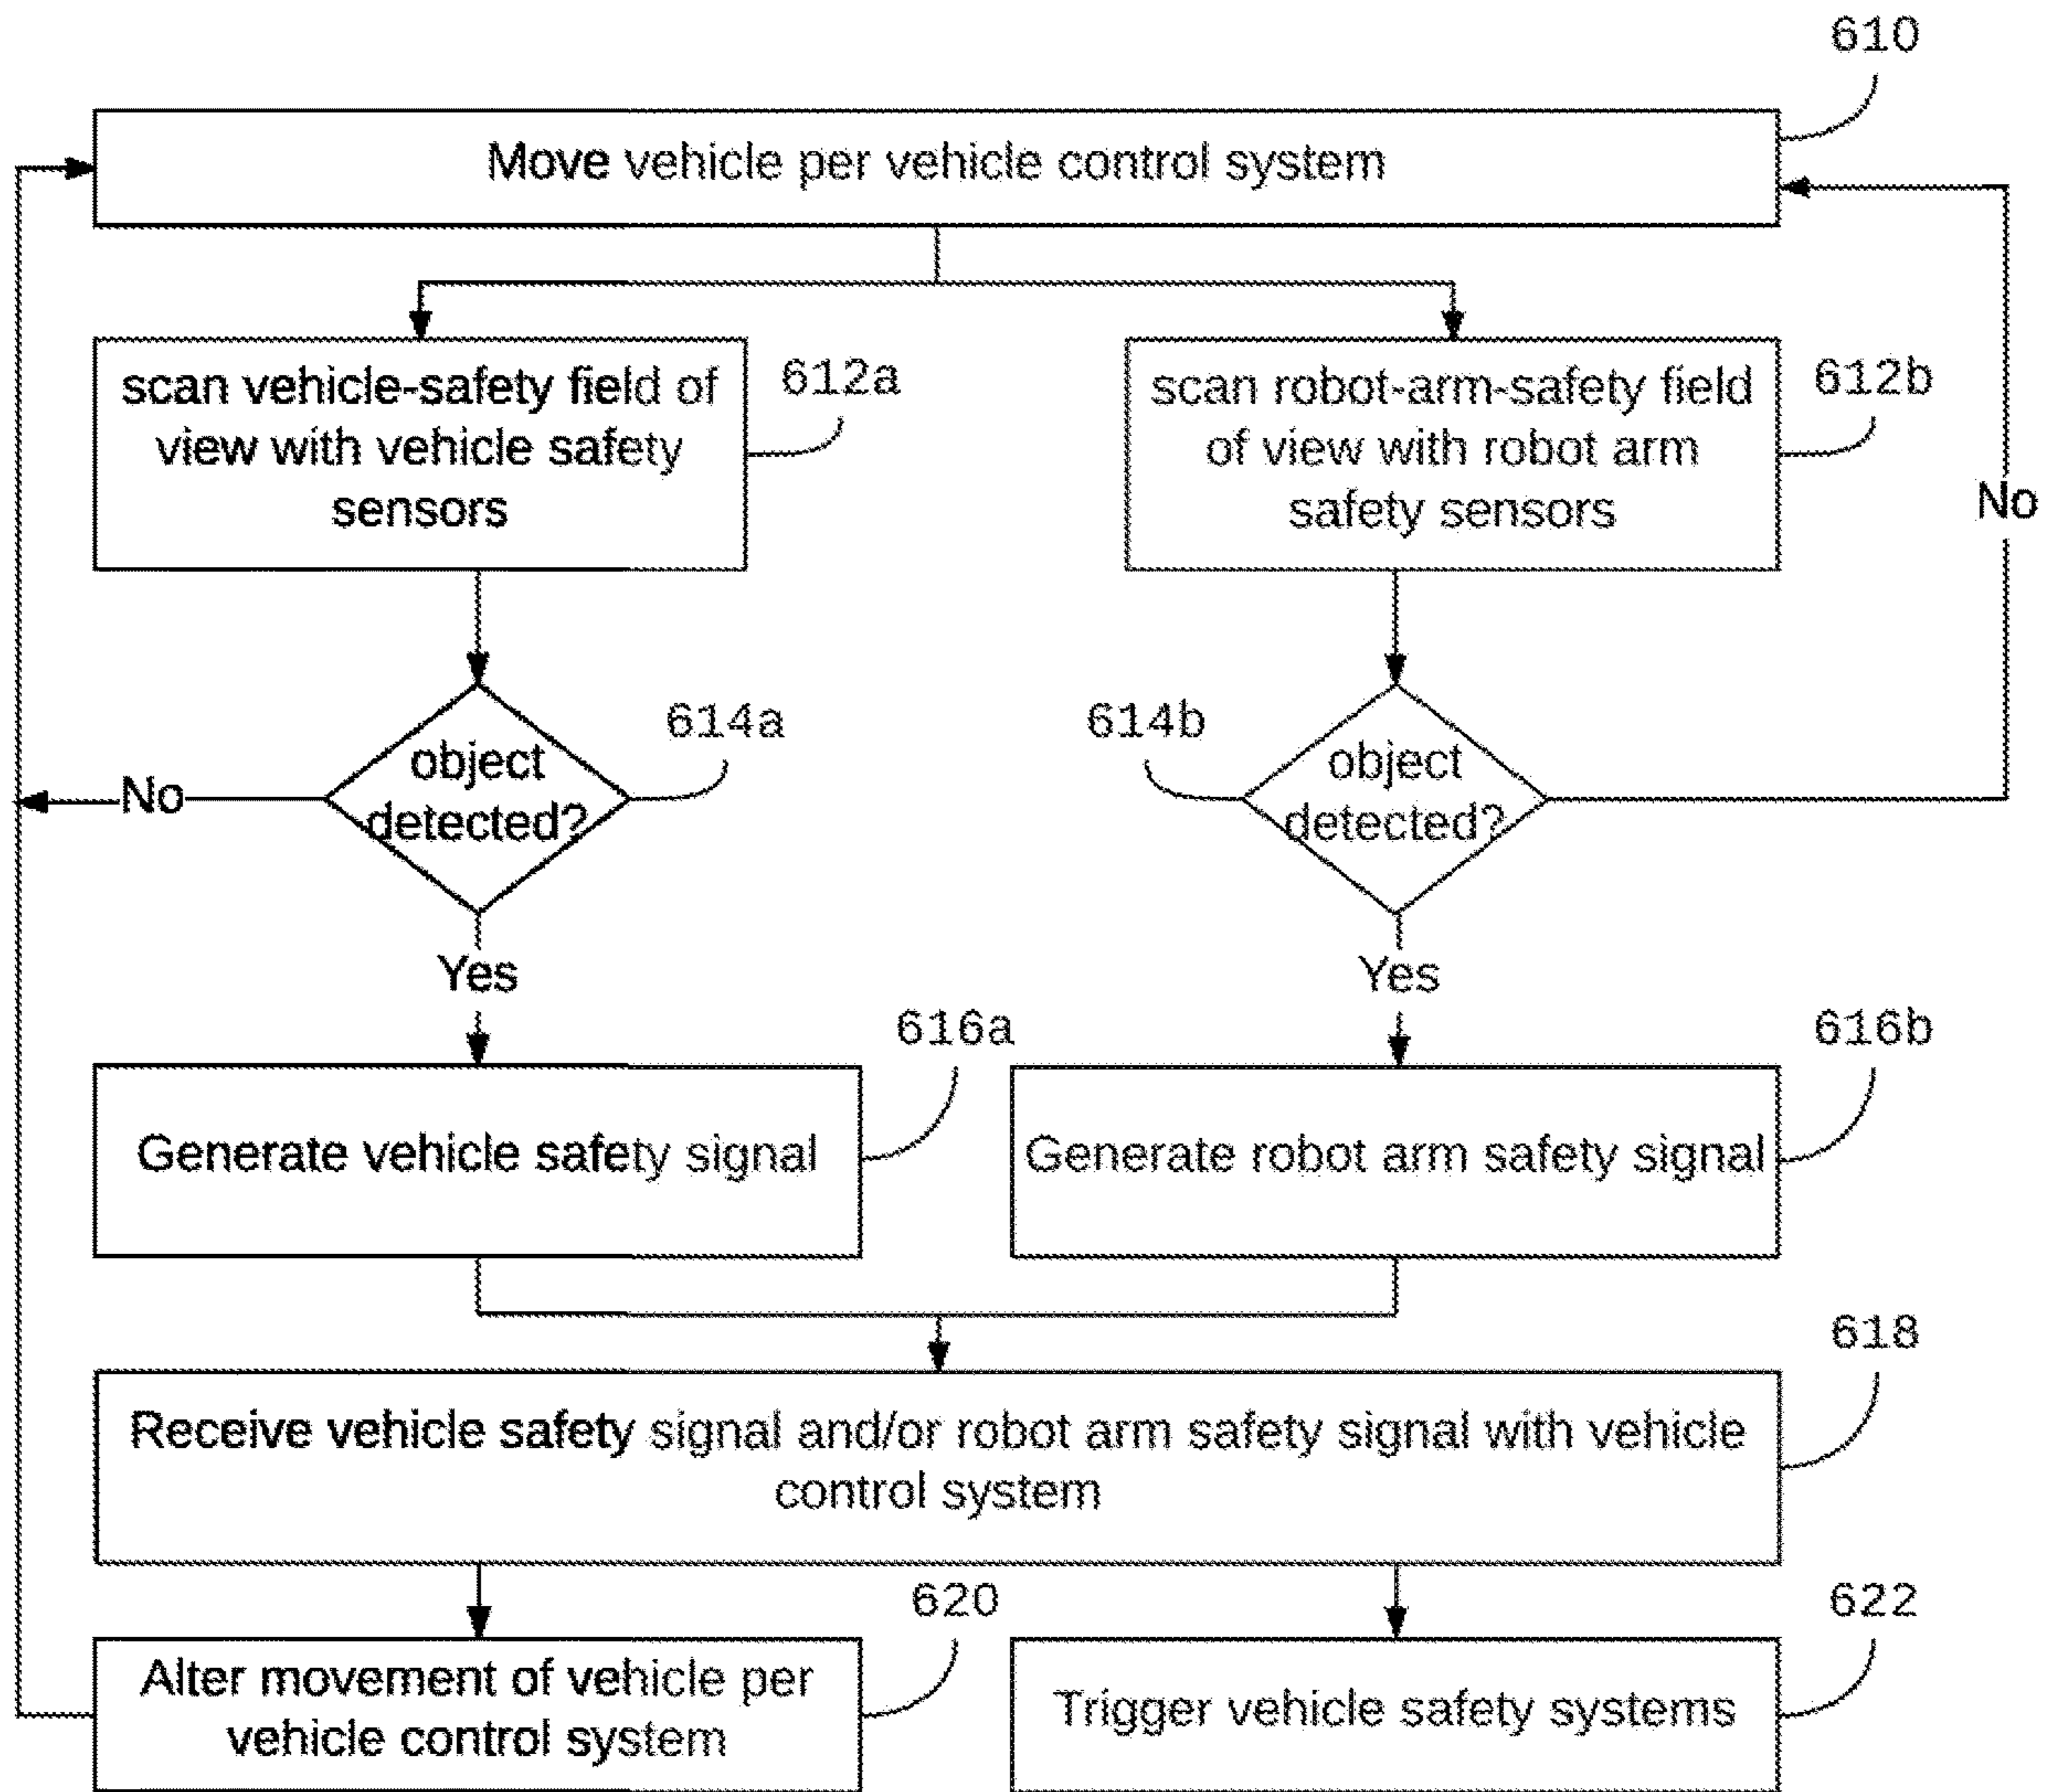 610
Move vehicle per vehicle control system
scan vehicle-safety field of
view with vehicle safety
sensors
612a
scan robot-arm-safety field
of view with robot arm
safety sensors
612b
No
object
detected?
614a
No
614b
object
detected?
Yes
Yes
616a
Generate vehicle safety signal
616b
Generate robot arm safety signal
618
Receive vehicle safety signal and/or robot arm safety signal with vehicle
control system
620
Alter movement of vehicle per
vehicle control system
622
Trigger vehicle safety systems